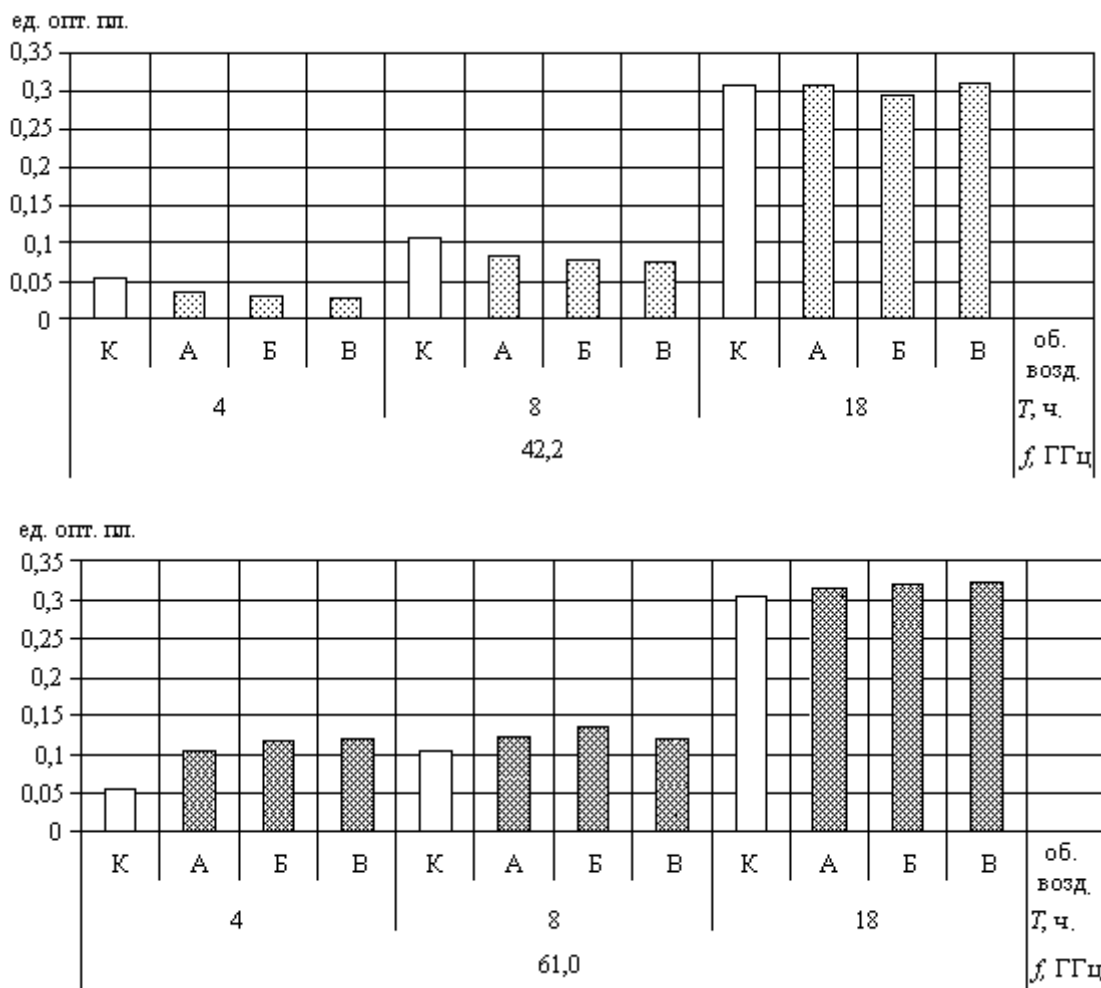 ед. опт. пл.
0,35
0,3
0,25
0,2
0,15
0,1
0,05
0
К А Б В К А Б В К А Б В об. возд.
4 8 18 T, ч.
42,2 f, ГГц
ед. опт. пл.
0,35
0,3
0,25
0,2
0,15
0,1
0,05
0
К А Б В К А Б В К А Б В об. возд.
4 8 18 T, ч.
61,0 f, ГГц